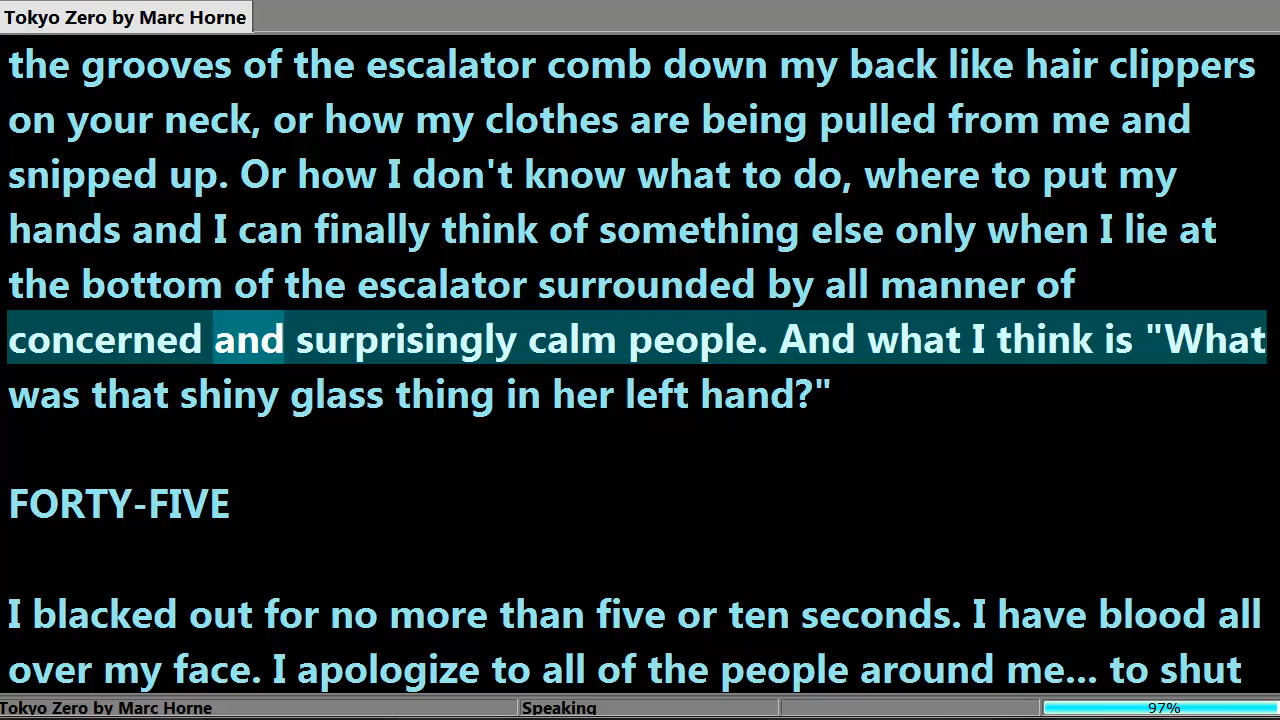 Tokyo Zero by Marc Horne
the grooves of the escalator comb down my back like hair clippers
on your neck, or how my clothes are being pulled from me and
snipped up. Or how I don't know what to do, where to put my
hands and I can finally think of something else only when I lie at
the bottom of the escalator surrounded by all manner of
concerned and surprisingly calm people. And what I think is "What
was that shiny glass thing in her left hand?"
FORTY-FIVE
I blacked out for no more than five or ten seconds. I have blood all
over my face. I apologize to all of the people around me... to shut
Tokyo Zero by Marc Horne Speaking 97%